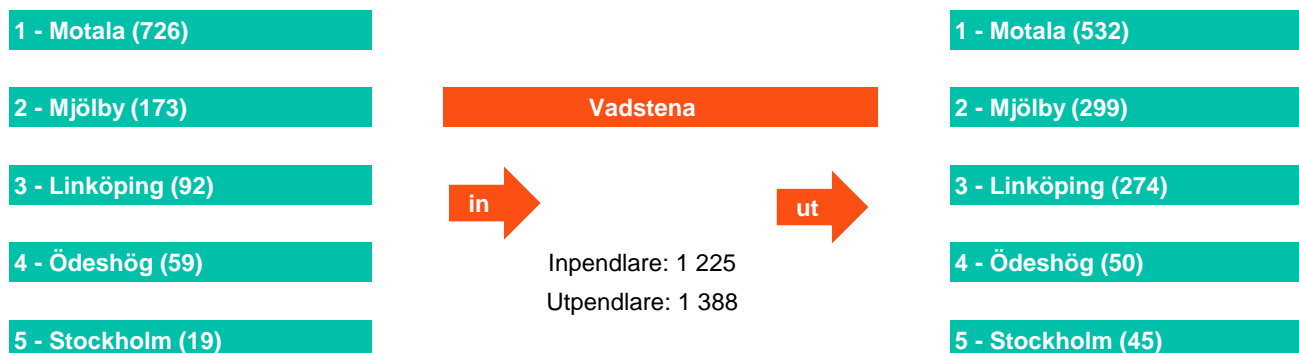 1 - Motala (726)
2 - Mjölby (173)
3 - Linköping (92)
4 - Ödeshög (59)
5 - Stockholm (19)
Vadstena
in
ut
Inpendlare: 1 225
Utpendlare: 1 388
1 - Motala (532)
2 - Mjölby (299)
3 - Linköping (274)
4 - Ödeshög (50)
5 - Stockholm (45)